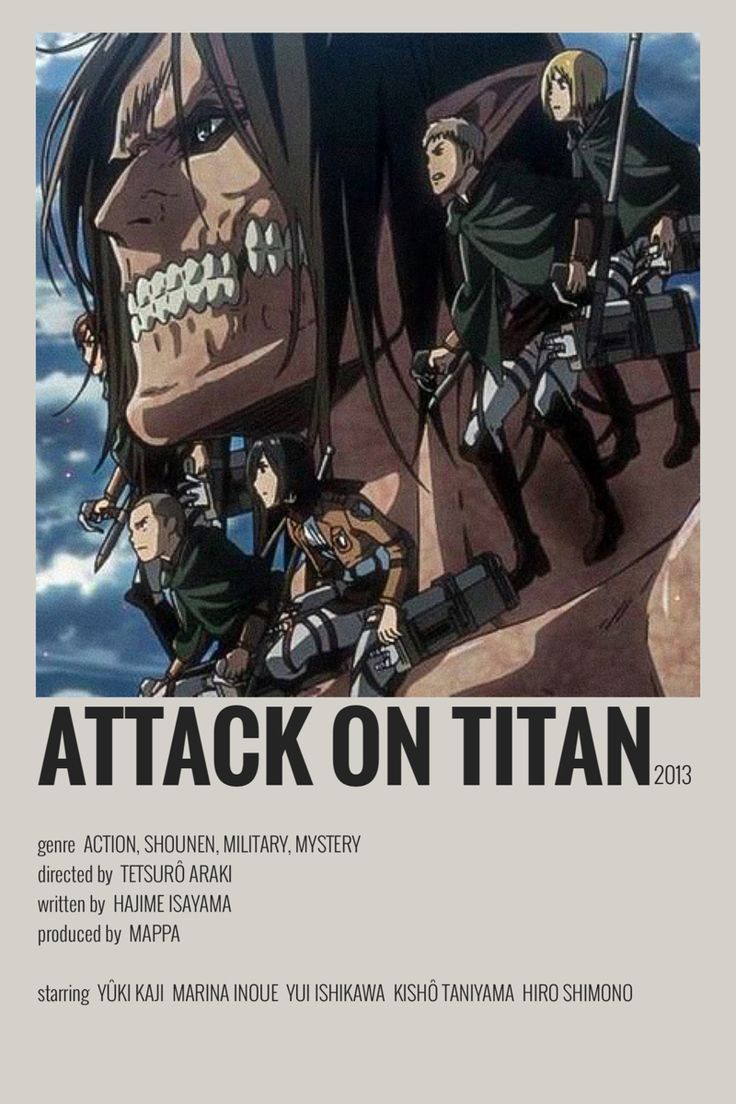 ATTACK ON TITAN 2013
genre ACTION, SHOUNEN, MILITARY, MYSTERY
directed by TETSURÔ ARAKI
written by HAJIME ISAYAMA
produced by MAPPA
starring YÛKI KAJI MARINA INOUE YUI ISHIKAWA KISHÔ TANIYAMA HIRO SHIMONO